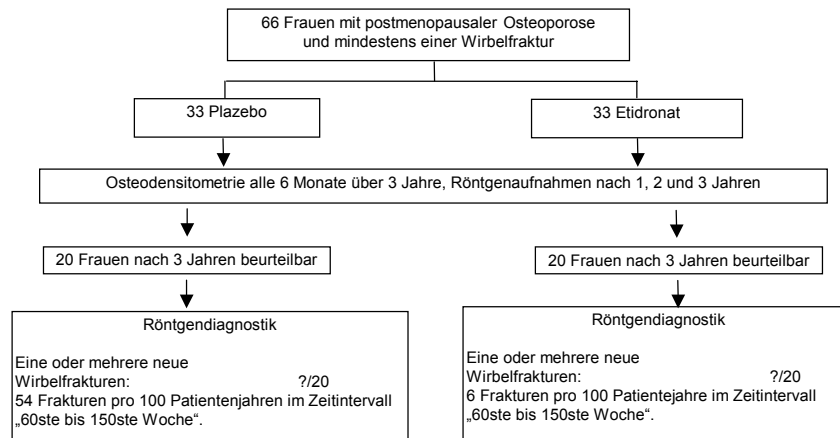 66 Frauen mit postmenopausaler Osteoporose
und mindestens einer Wirbelfraktur
33 Plazebo
33 Etidronat
Osteodensitometrie alle 6 Monate über 3 Jahre, Röntgenaufnahmen nach 1, 2 und 3 Jahren
20 Frauen nach 3 Jahren beurteilbar
20 Frauen nach 3 Jahren beurteilbar
Röntgendiagnostik
Eine oder mehrere neue
Wirbelfrakturen: ?/20
54 Frakturen pro 100 Patientenjahren im Zeitintervall
„60ste bis 150ste Woche“.
Röntgendiagnostik
Eine oder mehrere neue
Wirbelfrakturen: ?/20
6 Frakturen pro 100 Patientejahre im Zeitintervall
„60ste bis 150ste Woche“.